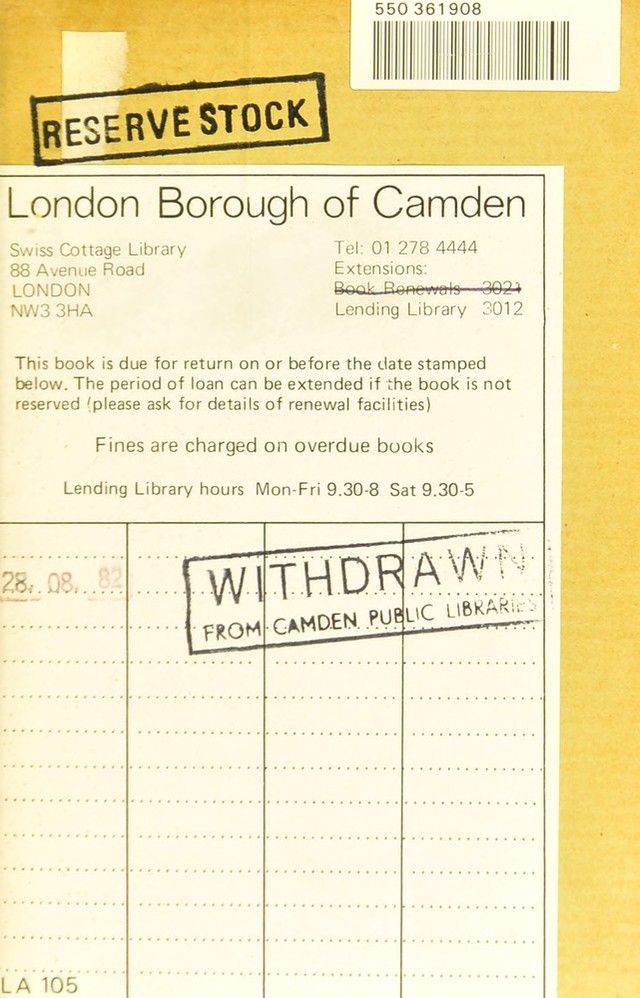 550 361908
RESERVE STOCK
London Borough of Camden
Swiss Cottage Library
88 Avenue Road
LONDON
NW3 3HA
Tel: 01 278 4444
Extensions:
Book Renewals 3021
Lending Library 3012
This book is due for return on or before the date stamped
below. The period of loan can be extended if the book is not
reserved (please ask for details of renewal facilities)
Fines are charged on overdue books
Lending Library hours Mon-Fri 9.30-8 Sat 9.30-5
28. 08. 82
WITHDRAWN
FROM CAMDEN PUBLIC LIBRARIES
LA 105